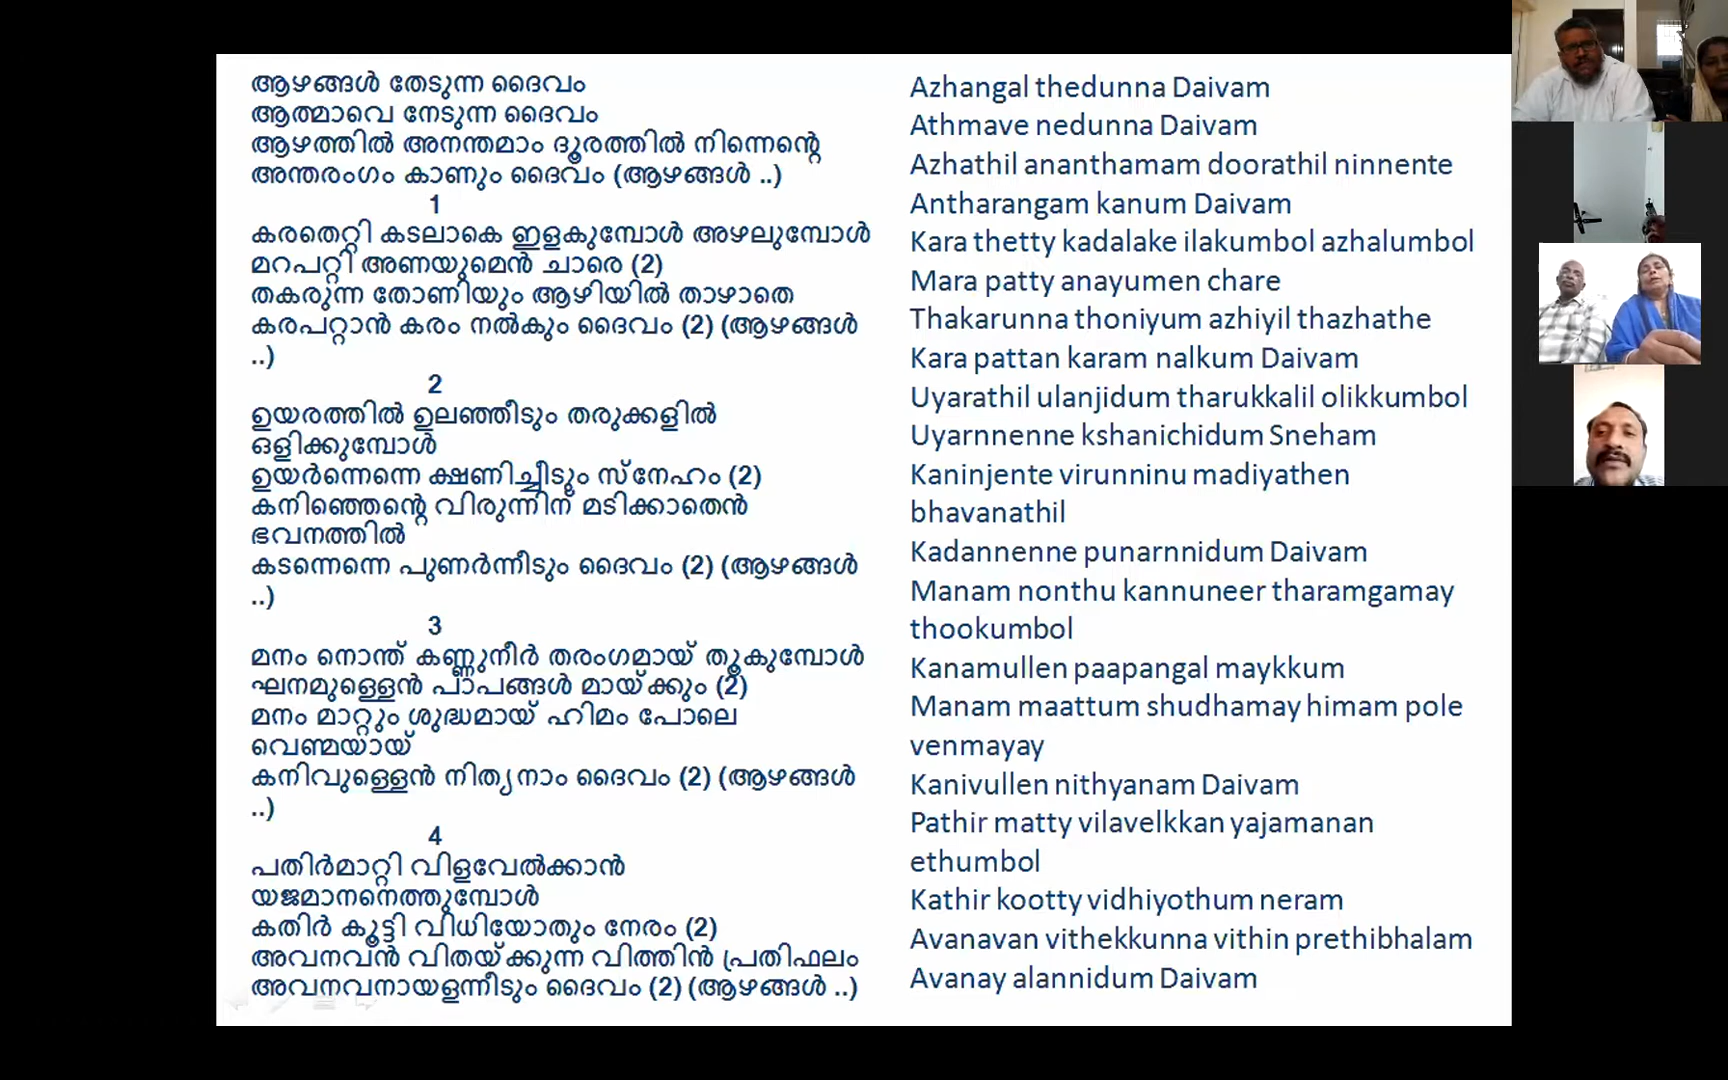 ആഴങ്ങൾ തേടുന്ന ദൈവം
ആത്മാവെ നേടുന്ന ദൈവം
ആഴത്തിൽ അനന്തമാം ദൂരത്തിൽ നിന്നെന്റെ
അന്തരംഗം കാണും ദൈവം (ആഴങ്ങൾ ..)
1
കരതെറ്റി കടലാകെ ഇളകുമ്പോൾ അഴലുമ്പോൾ
മറപറ്റി അണയുമെൻ ചാരെ (2)
തകരുന്ന തോണിയും ആഴിയിൽ താഴാതെ
കരപറ്റാൻ കരം നൽകും ദൈവം (2) (ആഴങ്ങൾ
..)
2
ഉയരത്തിൽ ഉലഞ്ഞീടും തരുക്കളിൽ
ഒളിക്കുമ്പോൾ
ഉയർന്നെന്നെ ക്ഷണിച്ചീടും സ്നേഹം (2)
കനിഞ്ഞെന്റെ വിരുന്നിന് മടിക്കാതെൻ
ഭവനത്തിൽ
കടന്നെന്നെ പുണർന്നീടും ദൈവം (2) (ആഴങ്ങൾ
..)
3
മനം നൊന്ത് കണ്ണുനീർ തരംഗമായ് തൂകുമ്പോൾ
ഘനമുള്ളെൻ പാപങ്ങൾ മായ്ക്കും (2)
മനം മാറ്റും ശുദ്ധമായ് ഹിമം പോലെ
വെണ്മയായ്
കനിവുള്ളെൻ നിത്യനാം ദൈവം (2) (ആഴങ്ങൾ
..)
4
പതിർമാറ്റി വിളവേൽക്കാൻ
യജമാനനെത്തുമ്പോൾ
കതിർ കൂട്ടി വിധിയോതും നേരം (2)
അവനവൻ വിതയ്ക്കുന്ന വിത്തിൻ പ്രതിഫലം
അവനവനായളന്നീടും ദൈവം (2) (ആഴങ്ങൾ ..)
Azhangal thedunna Daivam
Athmave nedunna Daivam
Azhathil ananthamam doorathil ninnente
Antharangam kanum Daivam
Kara thetty kadalake ilakumbol azhalumbol
Mara patty anayumen chare
Thakarunna thoniyum azhiyil thazhathe
Kara pattan karam nalkum Daivam
Uyarathil ulanjidum tharukkalil olikkumbol
Uyarnnenne kshanichidum Sneham
Kaninjente virunninu madiyathen
bhavanathil
Kadannenne punarnnidum Daivam
Manam nonthu kannuneer tharamgamay
thookumbol
Kanamullen paapangal maykkum
Manam maattum shudhamay himam pole
venmayay
Kanivullen nithyanam Daivam
Pathir matty vilavelkkan yajamanan
ethumbol
Kathir kootty vidhiyothum neram
Avanavan vithekkunna vithin prethibhalam
Avanay alannidum Daivam